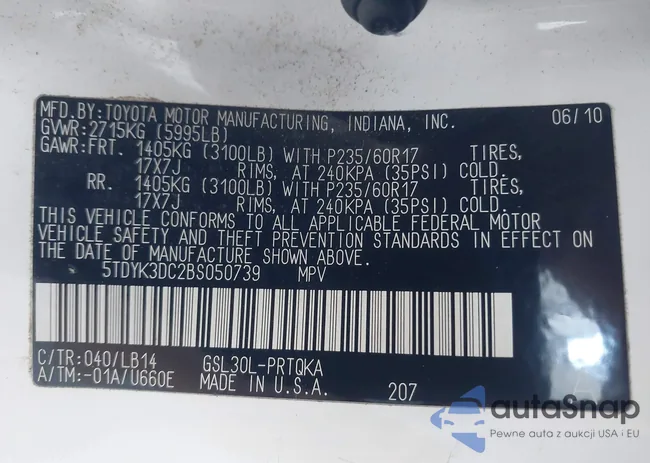 MFD.BY:TOYOTA MOTOR MANUFACTURING, INDIANA, INC. 06/10
GVWR:2715KG (5995LB)
GAWR:FRT. 1405KG (3100LB) WITH P235/60R17 TIRES,
17X7J RIMS, AT 240KPA (35PSI) COLD.
RR. 1405KG (3100LB) WITH P235/60R17 TIRES,
17X7J RIMS, AT 240KPA (35PSI) COLD.
THIS VEHICLE CONFORMS TO ALL APPLICABLE FEDERAL MOTOR
VEHICLE SAFETY AND THEFT PREVENTION STANDARDS IN EFFECT ON
THE DATE OF MANUFACTURE SHOWN ABOVE.
5TDYK3DC2BS050739 MPV
C/TR:040/LB14 GSL30L-PRTQKA
A/TM:-01A/U660E MADE IN U.S.A. 207
autoSnap
Pewne auta z aukcji USA i EU